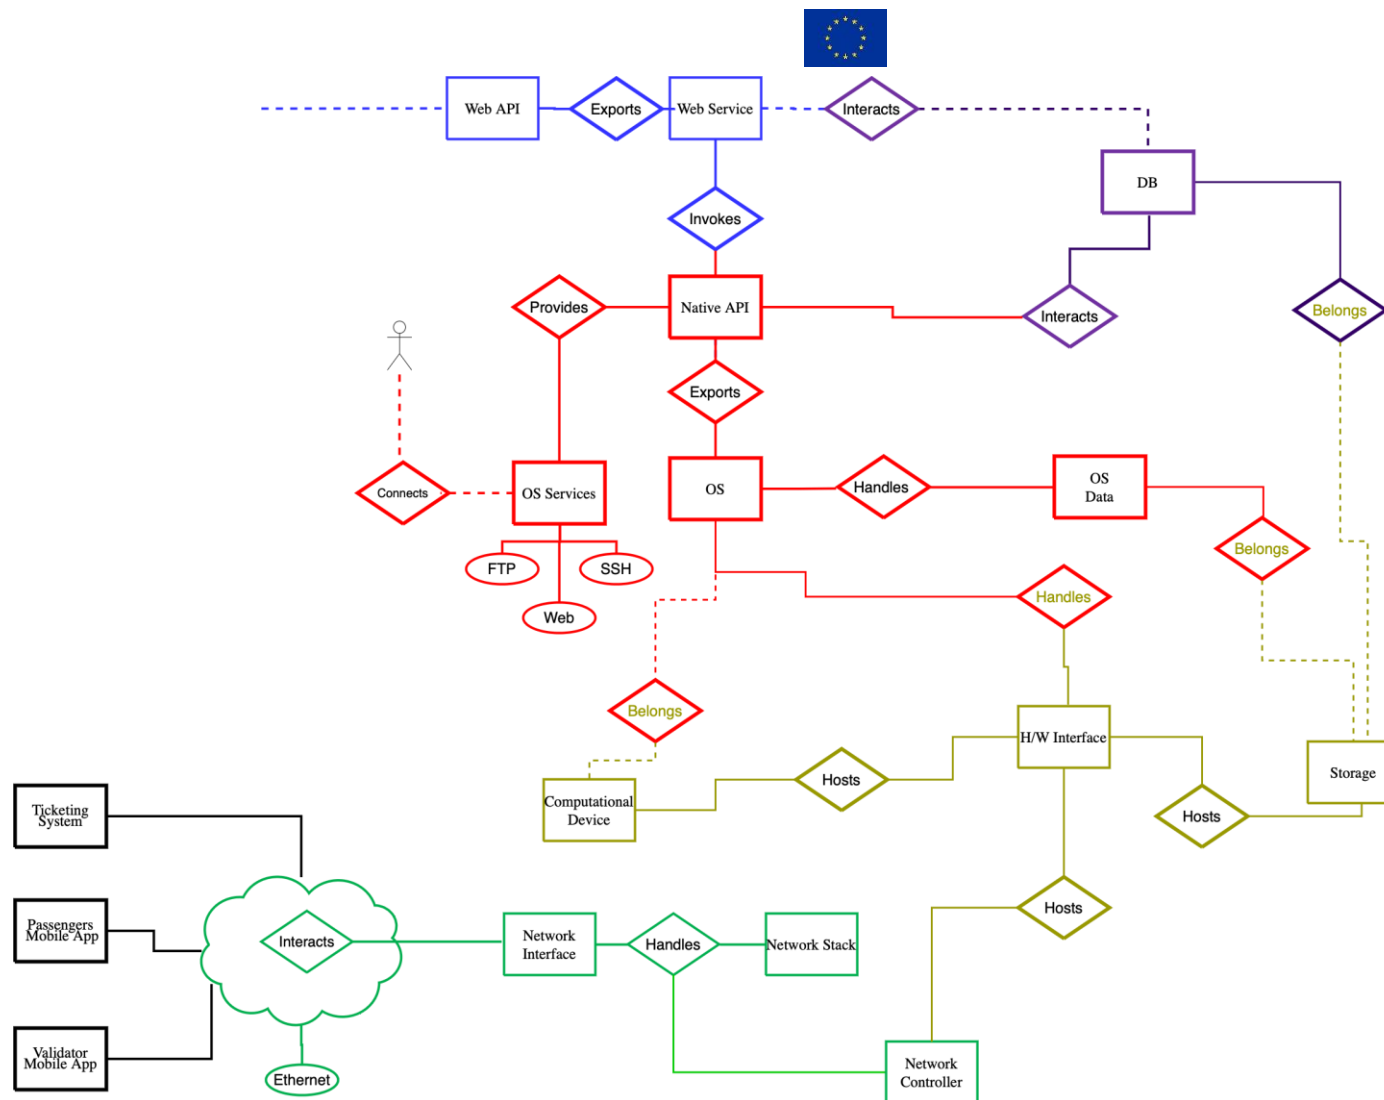 Web API
Exports
Web Service
Interacts
DB
Invokes
Provides
Native API
Interacts
Belongs
Exports
Connects
OS Services
OS
Handles
OS
Data
FTP
SSH
Web
Belongs
Handles
Belongs
H/W Interface
Computational
Device
Hosts
Storage
Hosts
Ticketing
System
Passengers
Mobile App
Interacts
Network
Interface
Handles
Network Stack
Hosts
Validator
Mobile App
Ethernet
Network
Controller